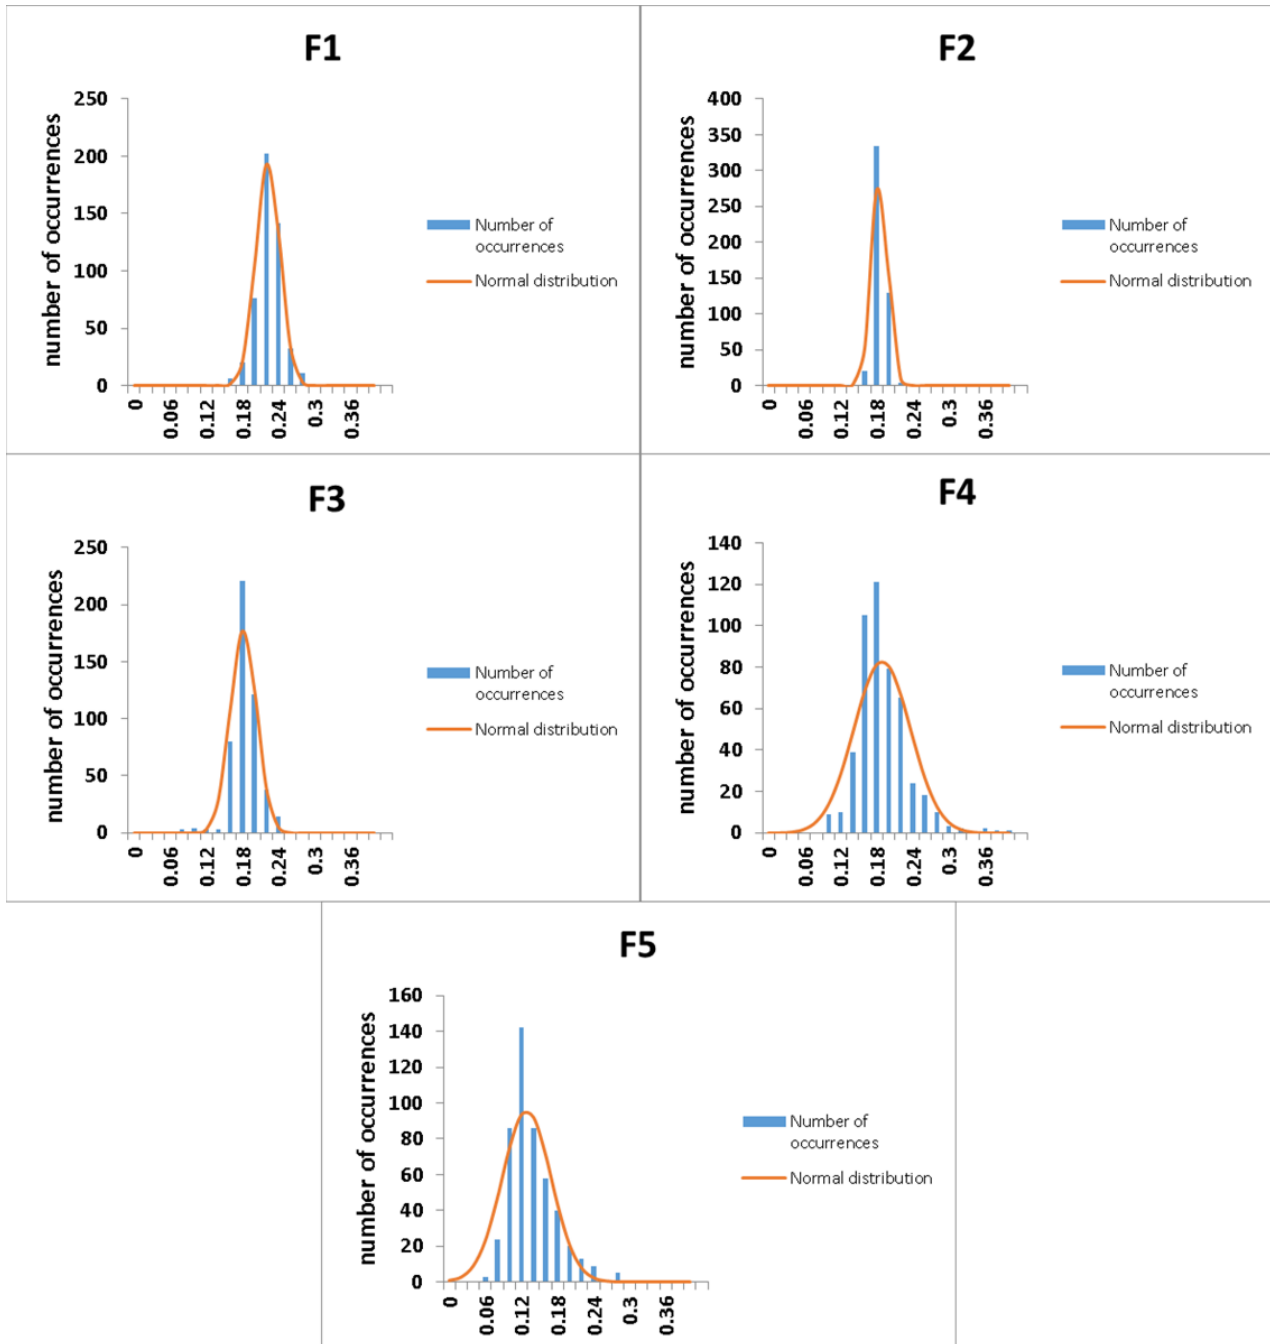 F1
number of occurrences
250
200
150
100
50
0
0
0.06
0.12
0.18
0.24
0.3
0.36
Number of
occurrences
Normal distribution
F2
number of occurrences
400
350
300
250
200
150
100
50
0
0
0.06
0.12
0.18
0.24
0.3
0.36
Number of
occurrences
Normal distribution
F3
number of occurrences
250
200
150
100
50
0
0
0.06
0.12
0.18
0.24
0.3
0.36
Number of
occurrences
Normal distribution
F4
number of occurrences
140
120
100
80
60
40
20
0
0
0.06
0.12
0.18
0.24
0.3
0.36
Number of
occurrences
Normal distribution
F5
number of occurrences
160
140
120
100
80
60
40
20
0
0
0.06
0.12
0.18
0.24
0.3
0.36
Number of
occurrences
Normal distribution